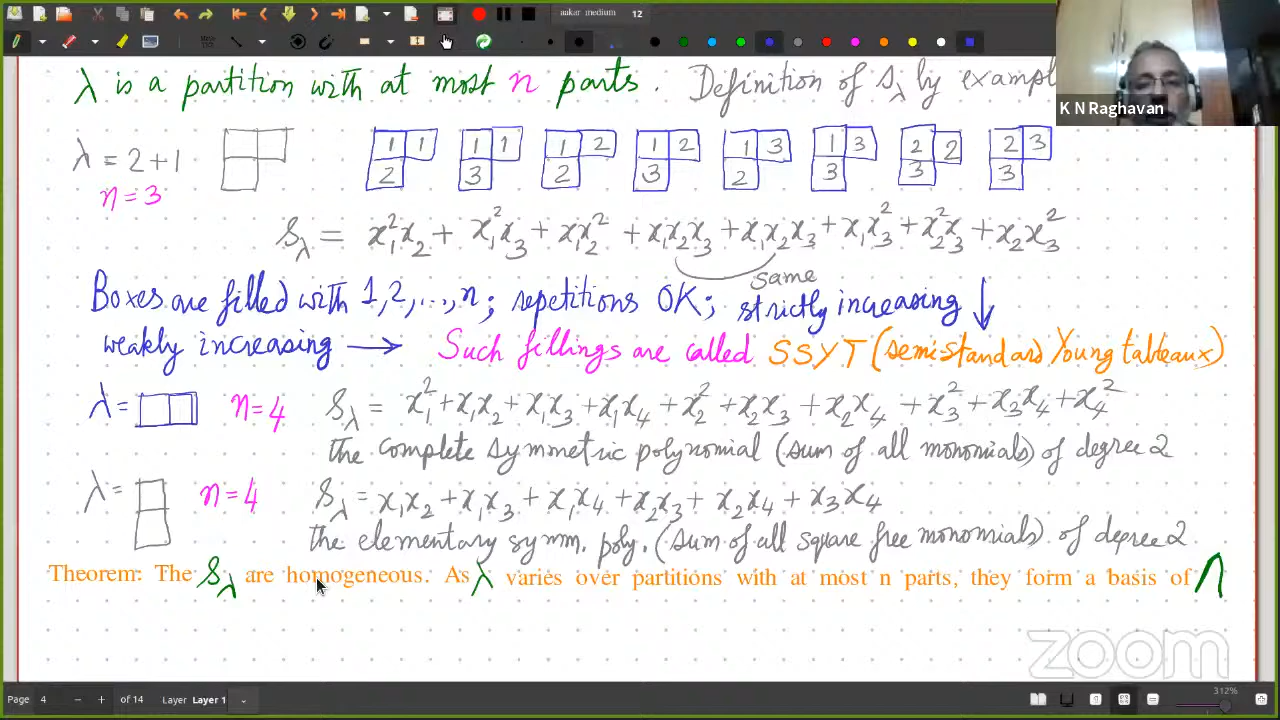 aakar medium 12
λ is a partition with at most n parts. Definition of s_λ by exampl
K N Raghavan
λ = 2+1
n=3
1 1 2
1 1 3
1 2 2
1 2 3
1 3 2
1 3 3
2 2 3
2 3 3
s_λ = x_1^2x_2 + x_1^2x_3 + x_1x_2^2 + x_1x_2x_3 + x_1x_2x_3 + x_1x_3^2 + x_2^2x_3 + x_2x_3^2
same
Boxes are filled with 1,2,...,n; repetitions OK; strictly increasing ↓
weakly increasing → Such fillings are called SSYT (semistandard Young tableaux)
λ= n=4 s_λ = x_1^2 + x_1x_2 + x_1x_3 + x_1x_4 + x_2^2 + x_2x_3 + x_2x_4 + x_3^2 + x_3x_4 + x_4^2
the complete symmetric polynomial (sum of all monomials) of degree 2
λ= n=4 s_λ = x_1x_2 + x_1x_3 + x_1x_4 + x_2x_3 + x_2x_4 + x_3x_4
the elementary symm. poly. (sum of all square free monomials) of degree 2
Theorem: The s_λ are homogeneous. As λ varies over partitions with at most n parts, they form a basis of Λ
zoom
Page 4 of 14 Layer Layer 1 312%